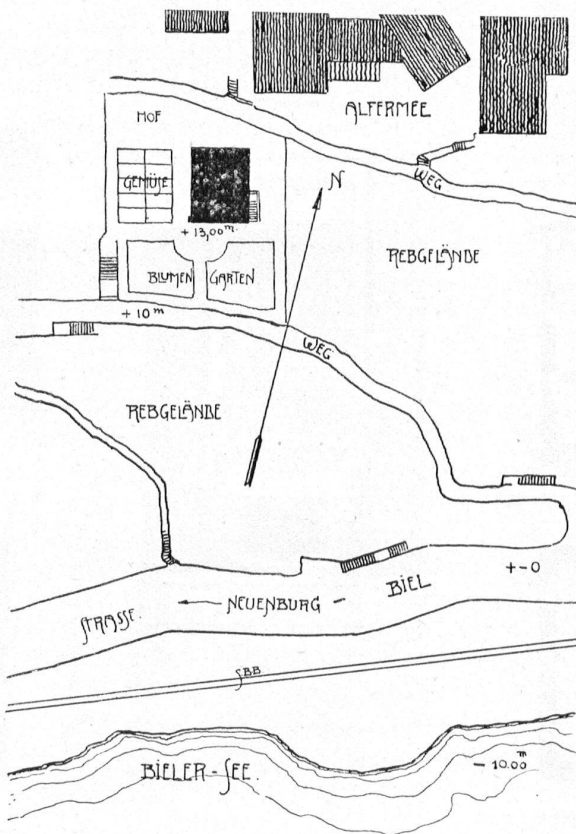 HOF
ALFERMEE
GEMÜSE
WEG
N
+ 13,00 m.
REBGELÄNDE
BLUMEN GARTEN
+ 10 m
WEG
REBGELÄNDE
+-0
BIEL
← NEUENBURG -
STRASSE.
SBB
BIELER-SEE.
- 10.00 m